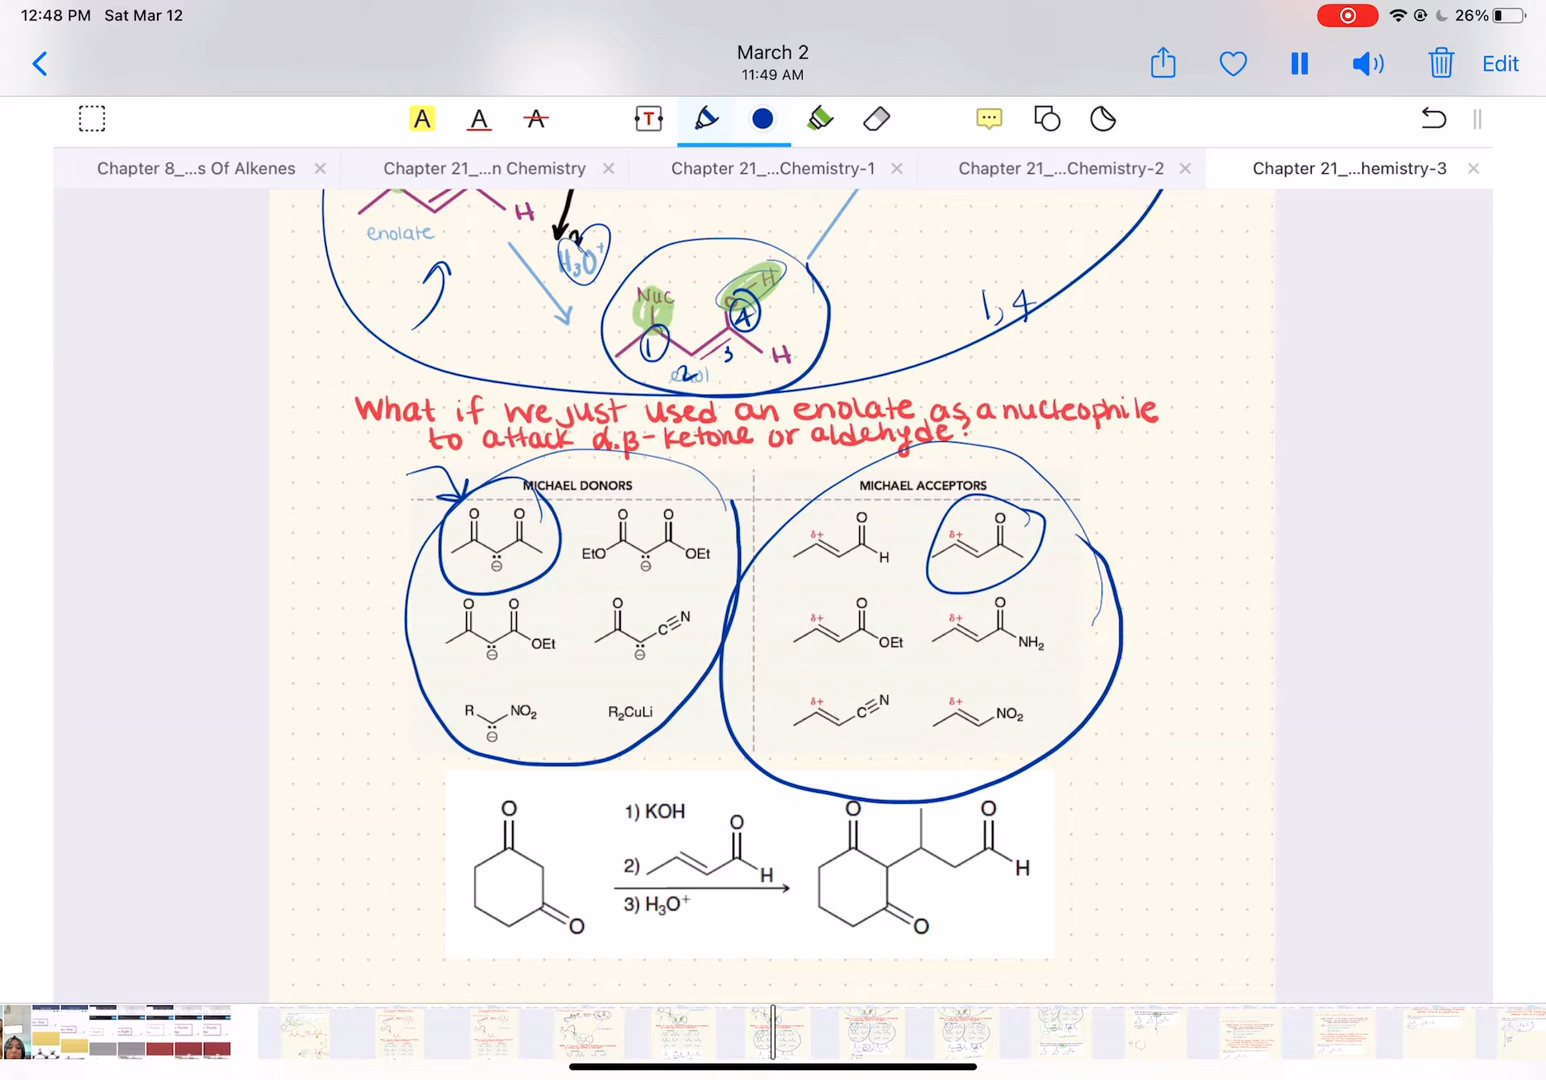 12:48 PM Sat Mar 12
26%
March 2
11:49 AM
Edit
A A A T
Chapter 8_...s Of Alkenes
Chapter 21_...n Chemistry
Chapter 21_...Chemistry-1
Chapter 21_...Chemistry-2
Chapter 21_...hemistry-3
H
enolate
H3O+
Nuc
-H
4
1
2
3
H
1,4
What if we just used an enolate as a nucleophile
to attack α,β-ketone or aldehyde?
MICHAEL DONORS
MICHAEL ACCEPTORS
O O
O O
EtO OEt
δ+ O
H
δ+ O
O O
OEt
O
C≡N
δ+ O
OEt
δ+ O
NH2
R NO2
R2CuLi
δ+ C≡N
δ+ NO2
O
O
1) KOH
2)
O
H
3) H3O+
O
O
O
H